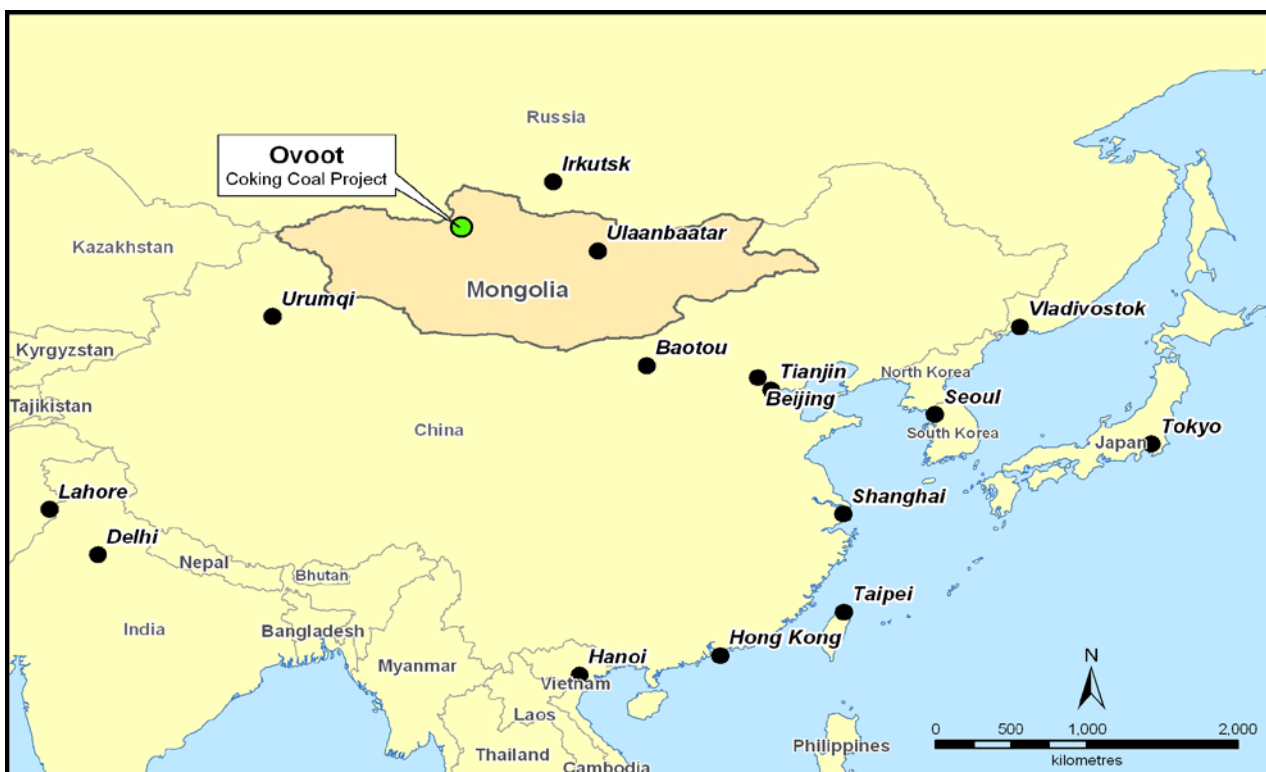 Russia
Ovoot
Coking Coal Project
Irkutsk
Kazakhstan
Ulaanbaatar
Mongolia
Urumqi
Vladivostok
Kyrgyzstan
Baotou
Tianjin
Beijing
North Korea
Tajikistan
Seoul
China
South Korea
Tokyo
Japan
Lahore
Shanghai
Delhi
Nepal
Bhutan
Taipei
India
Bangladesh
Hong Kong
Myanmar
Hanoi
Vietnam
N
Laos
0 500 1,000 2,000
kilometres
Philippines
Thailand
Cambodia